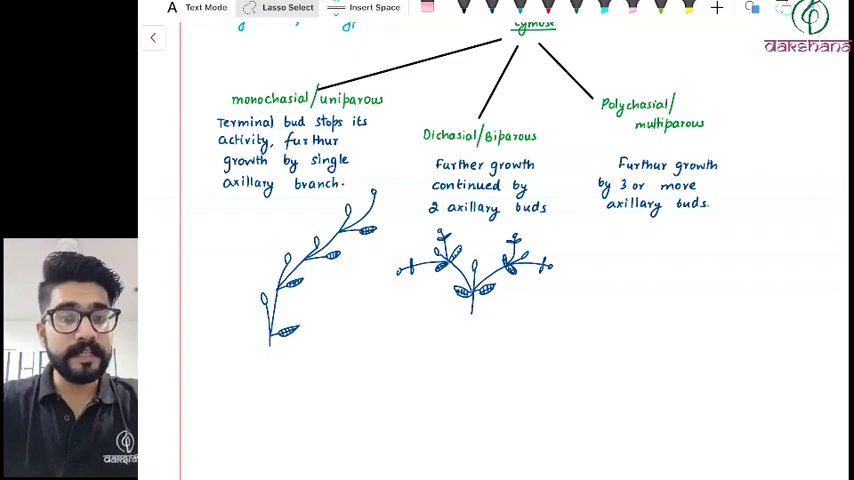 A Text Mode Lasso Select Insert Space
Cymose
dakshana
monochasial/uniparous
Terminal bud stops its
activity, furthur
growth by single
axillary branch.
Dichasial/Biparous
Further growth
continued by
2 axillary buds
Polychasial/
multiparous
Furthur growth
by 3 or more
axillary buds.
dakshana